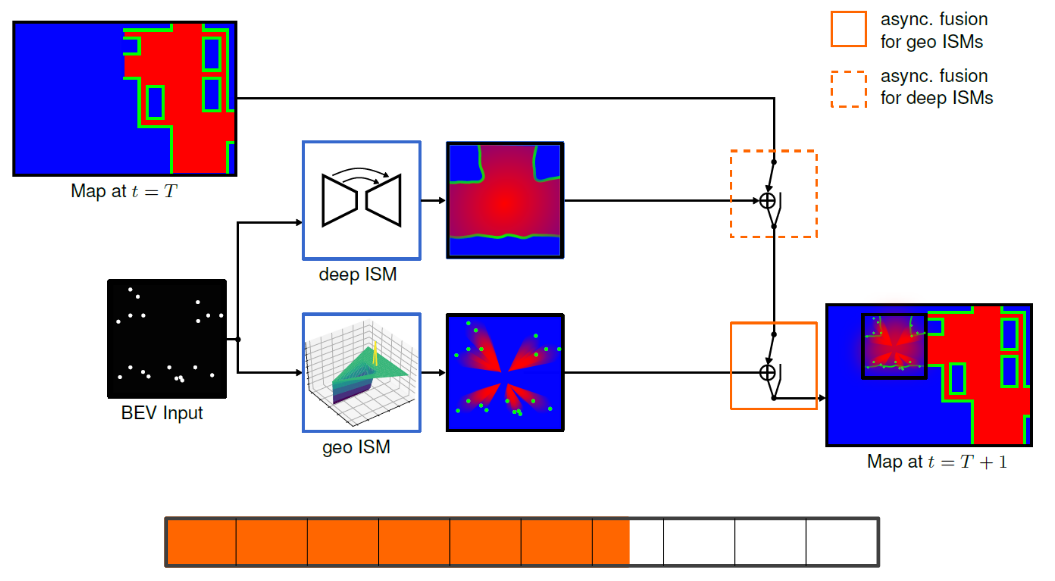 async. fusion
for geo ISMs
async. fusion
for deep ISMs
Map at t = T
deep ISM
BEV Input
geo ISM
Map at t = T + 1